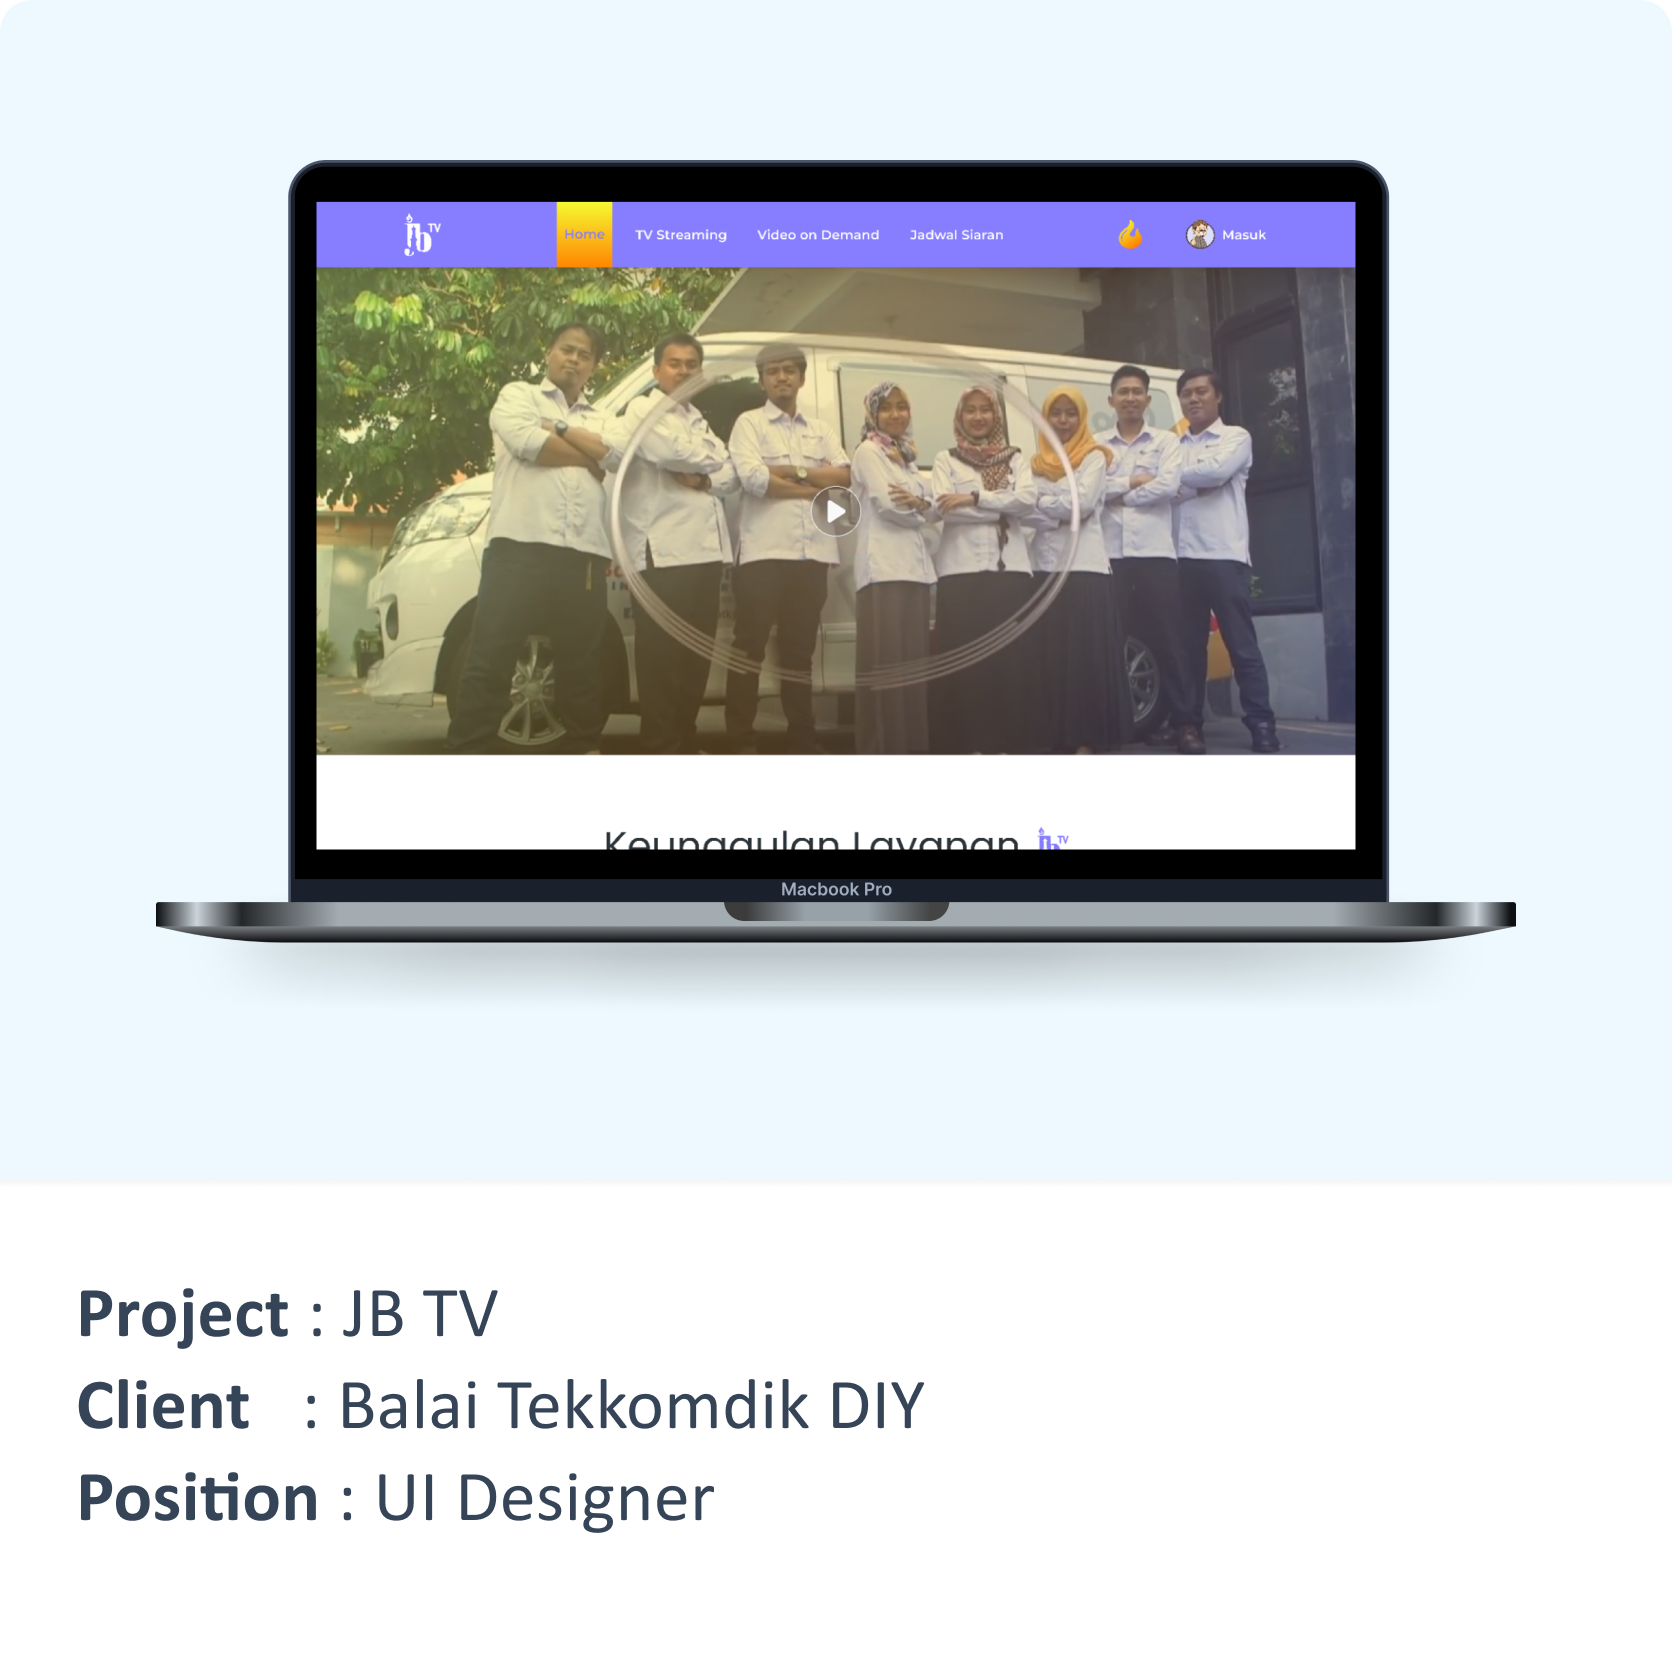 jb TV
Home
TV Streaming
Video on Demand
Jadwal Siaran
Masuk
Keunggulan Layanan jb TV
Macbook Pro
Project : JB TV
Client : Balai Tekkomdik DIY
Position : UI Designer